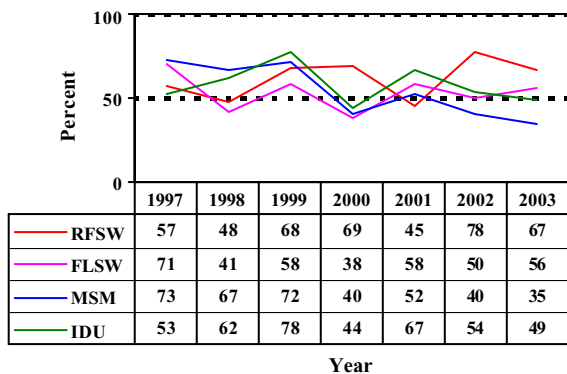 100
50
0
Percent
1997 1998 1999 2000 2001 2002 2003
RFSW 57 48 68 69 45 78 67
FLSW 71 41 58 38 58 50 56
MSM 73 67 72 40 52 40 35
IDU 53 62 78 44 67 54 49
Year